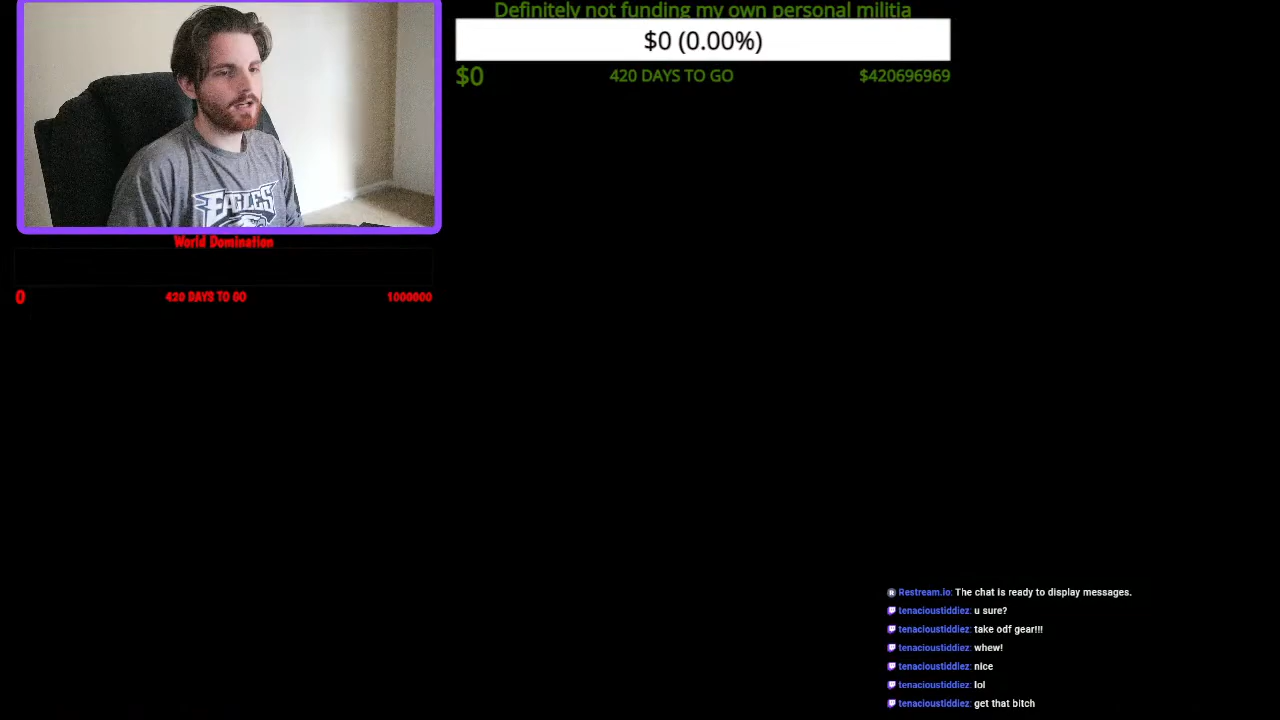 Definitely not funding my own personal militia
$0 (0.00%)
$0 420 DAYS TO GO $420696969
EAGLES
World Domination
0 420 DAYS TO GO 1000000
Restream.io: The chat is ready to display messages.
tenacioustiddiez: u sure?
tenacioustiddiez: take odf gear!!!
tenacioustiddiez: whew!
tenacioustiddiez: nice
tenacioustiddiez: lol
tenacioustiddiez: get that bitch